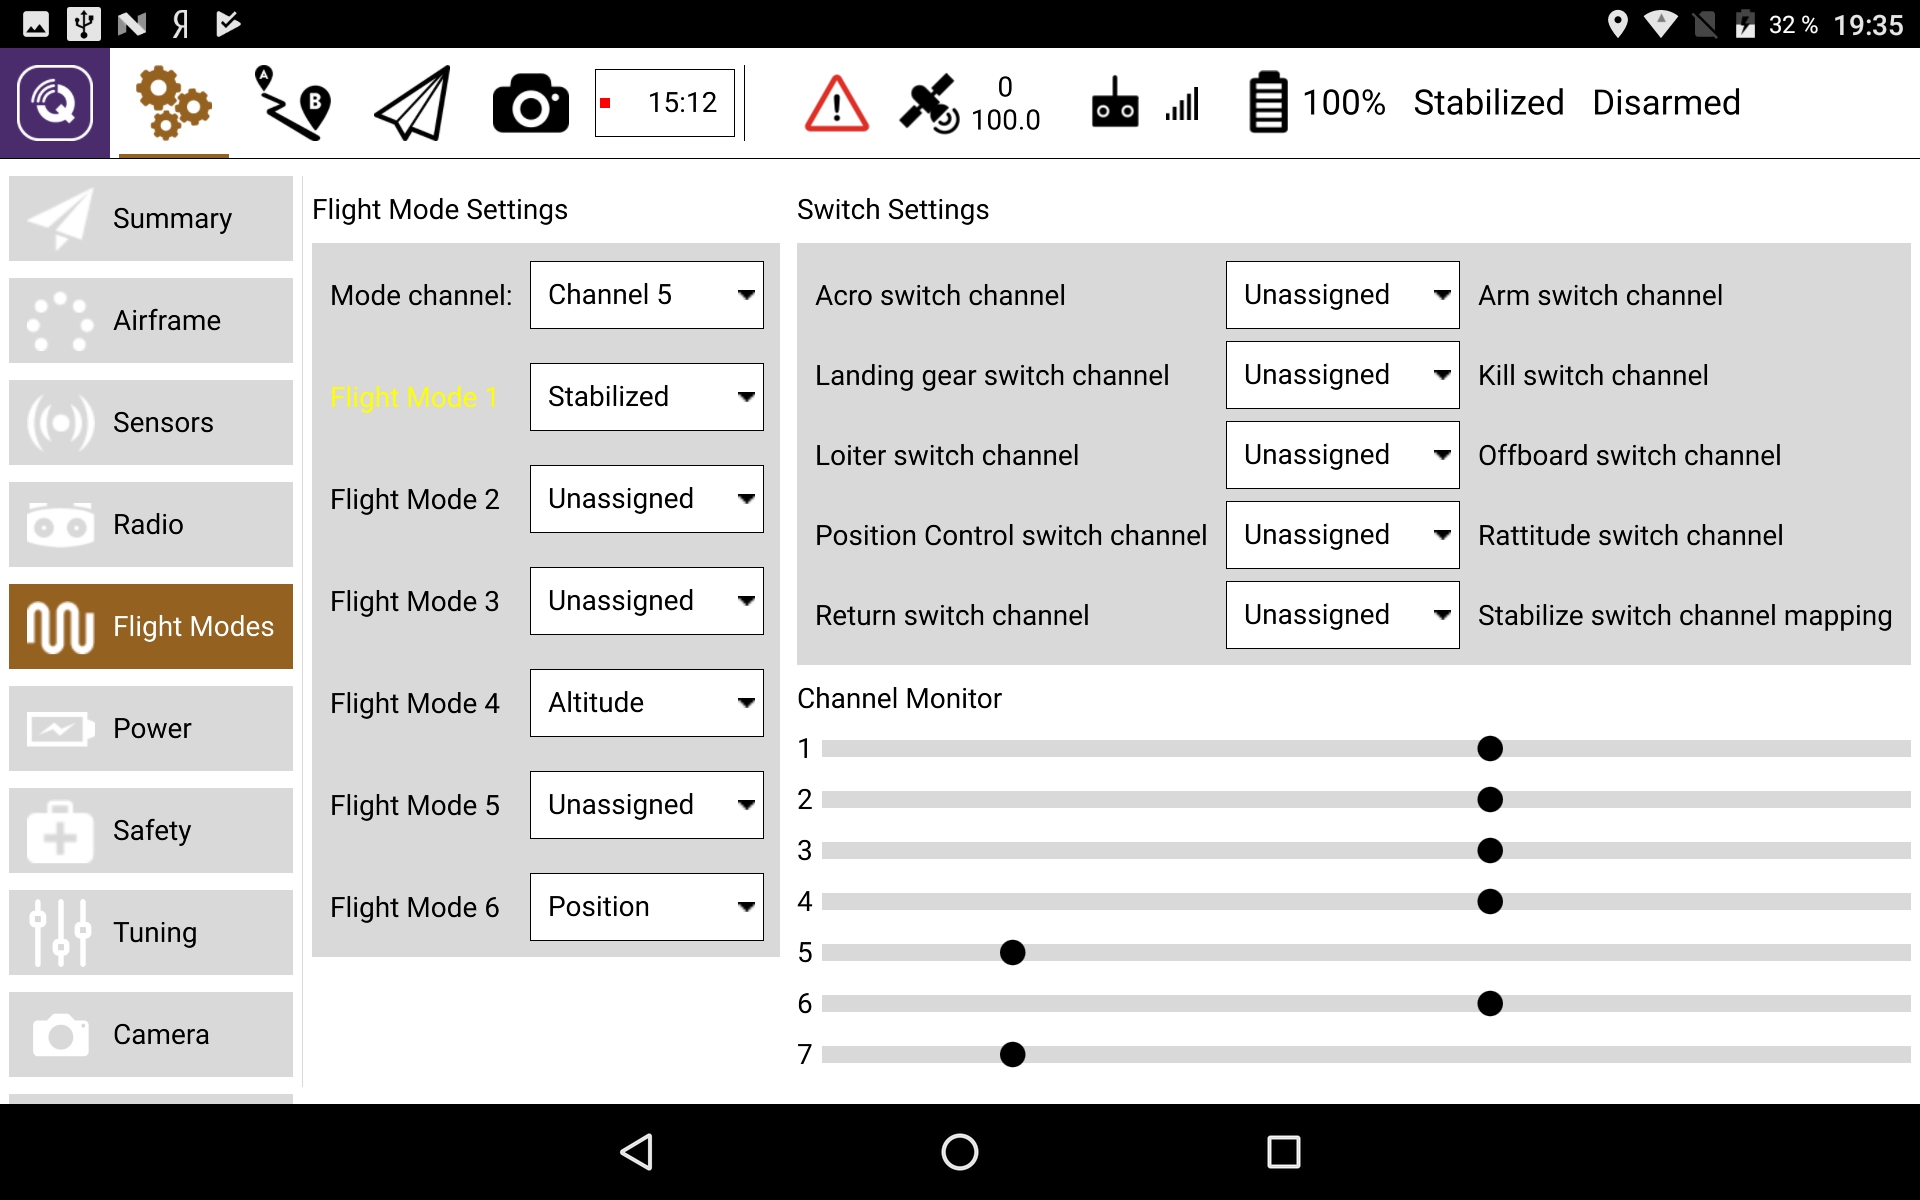 32 % 19:35
15:12
0
100.0
100% Stabilized Disarmed
A
B
Summary
Airframe
Sensors
Radio
Flight Modes
Power
Safety
Tuning
Camera
Flight Mode Settings
Mode channel: Channel 5
Flight Mode 1 Stabilized
Flight Mode 2 Unassigned
Flight Mode 3 Unassigned
Flight Mode 4 Altitude
Flight Mode 5 Unassigned
Flight Mode 6 Position
Switch Settings
Acro switch channel Unassigned Arm switch channel
Landing gear switch channel Unassigned Kill switch channel
Loiter switch channel Unassigned Offboard switch channel
Position Control switch channel Unassigned Rattitude switch channel
Return switch channel Unassigned Stabilize switch channel mapping
Channel Monitor
1
2
3
4
5
6
7